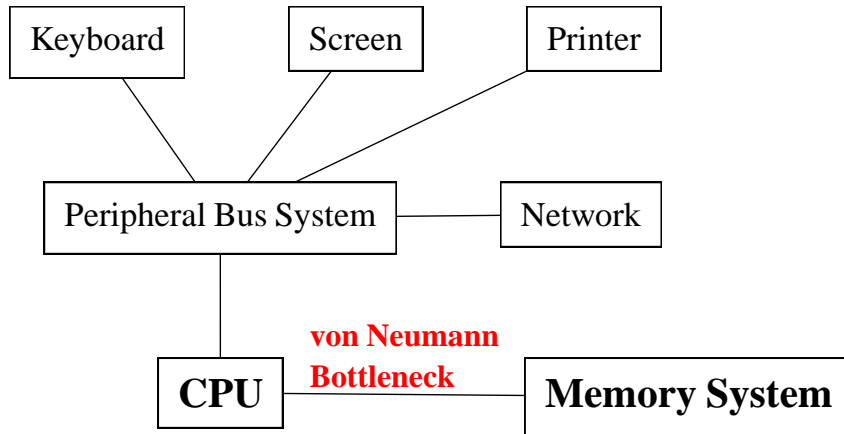 Keyboard
Screen
Printer
Peripheral Bus System
Network
von Neumann
Bottleneck
CPU
Memory System